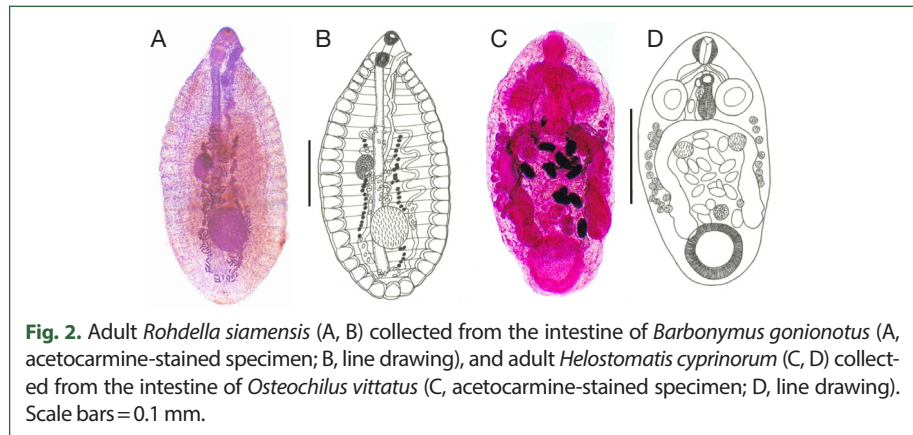 A B C D
Fig. 2. Adult Rohdella siamensis (A, B) collected from the intestine of Barbonymus gonionotus (A,
acetocarmine-stained specimen; B, line drawing), and adult Helostomatis cyprinorum (C, D) collect-
ed from the intestine of Osteochilus vittatus (C, acetocarmine-stained specimen; D, line drawing).
Scale bars = 0.1 mm.